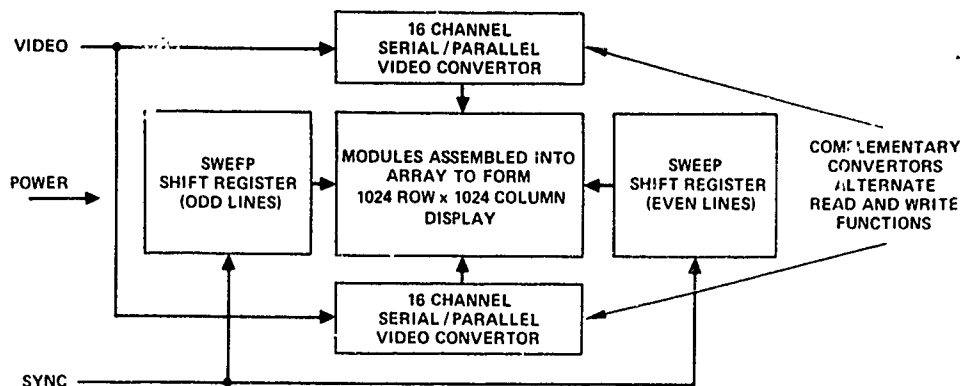 16 CHANNEL
SERIAL/PARALLEL
VIDEO CONVERTOR
VIDEO
SWEEP
SHIFT REGISTER
(ODD LINES)
MODULES ASSEMBLED INTO
ARRAY TO FORM
1024 ROW x 1024 COLUMN
DISPLAY
SWEEP
SHIFT REGISTER
(EVEN LINES)
COMPLEMENTARY
CONVERTORS
ALTERNATE
READ AND WRITE
FUNCTIONS
POWER
16 CHANNEL
SERIAL/PARALLEL
VIDEO CONVERTOR
SYNC